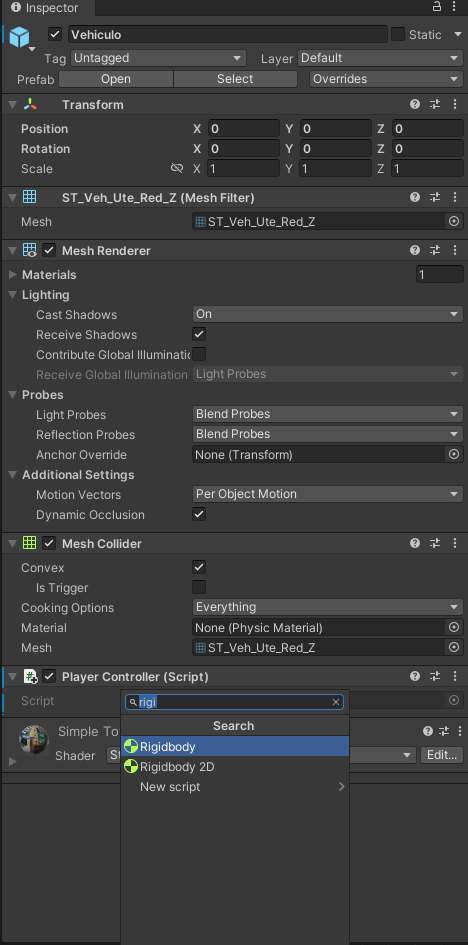 Inspector
Vehiculo Static
Tag Untagged Layer Default
Prefab Open Select Overrides
Transform
Position X 0 Y 0 Z 0
Rotation X 0 Y 0 Z 0
Scale X 1 Y 1 Z 1
ST_Veh_Ute_Red_Z (Mesh Filter)
Mesh ST_Veh_Ute_Red_Z
Mesh Renderer
Materials 1
Lighting
Cast Shadows On
Receive Shadows
Contribute Global Illuminatic
Receive Global Illumination Light Probes
Probes
Light Probes Blend Probes
Reflection Probes Blend Probes
Anchor Override None (Transform)
Additional Settings
Motion Vectors Per Object Motion
Dynamic Occlusion
Mesh Collider
Convex
Is Trigger
Cooking Options Everything
Material None (Physic Material)
Mesh ST_Veh_Ute_Red_Z
Player Controller (Script)
Script
rigi
Search
Simple To
Rigidbody
Shader St Edit...
Rigidbody 2D
New script